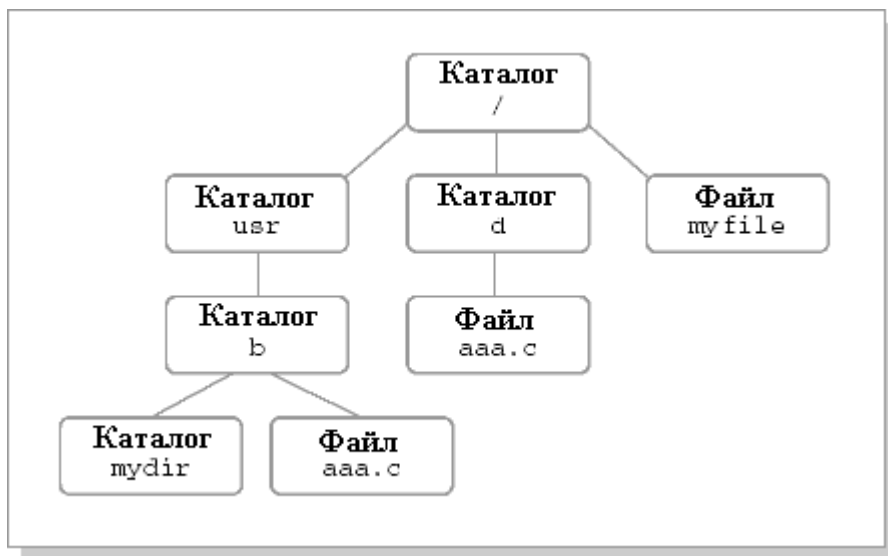 Каталог
/
Каталог
usr
Каталог
d
Файл
myfile
Каталог
b
Файл
aaa.c
Каталог
mydir
Файл
aaa.c